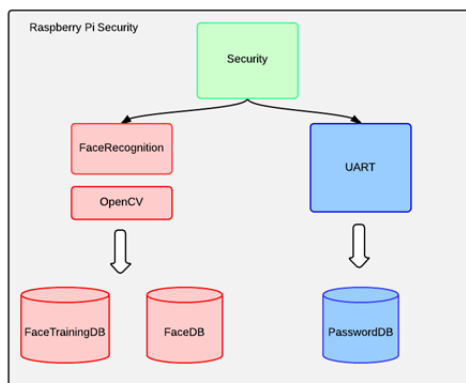 Raspberry Pi Security
Security
FaceRecognition
UART
OpenCV
FaceTrainingDB
FaceDB
PasswordDB